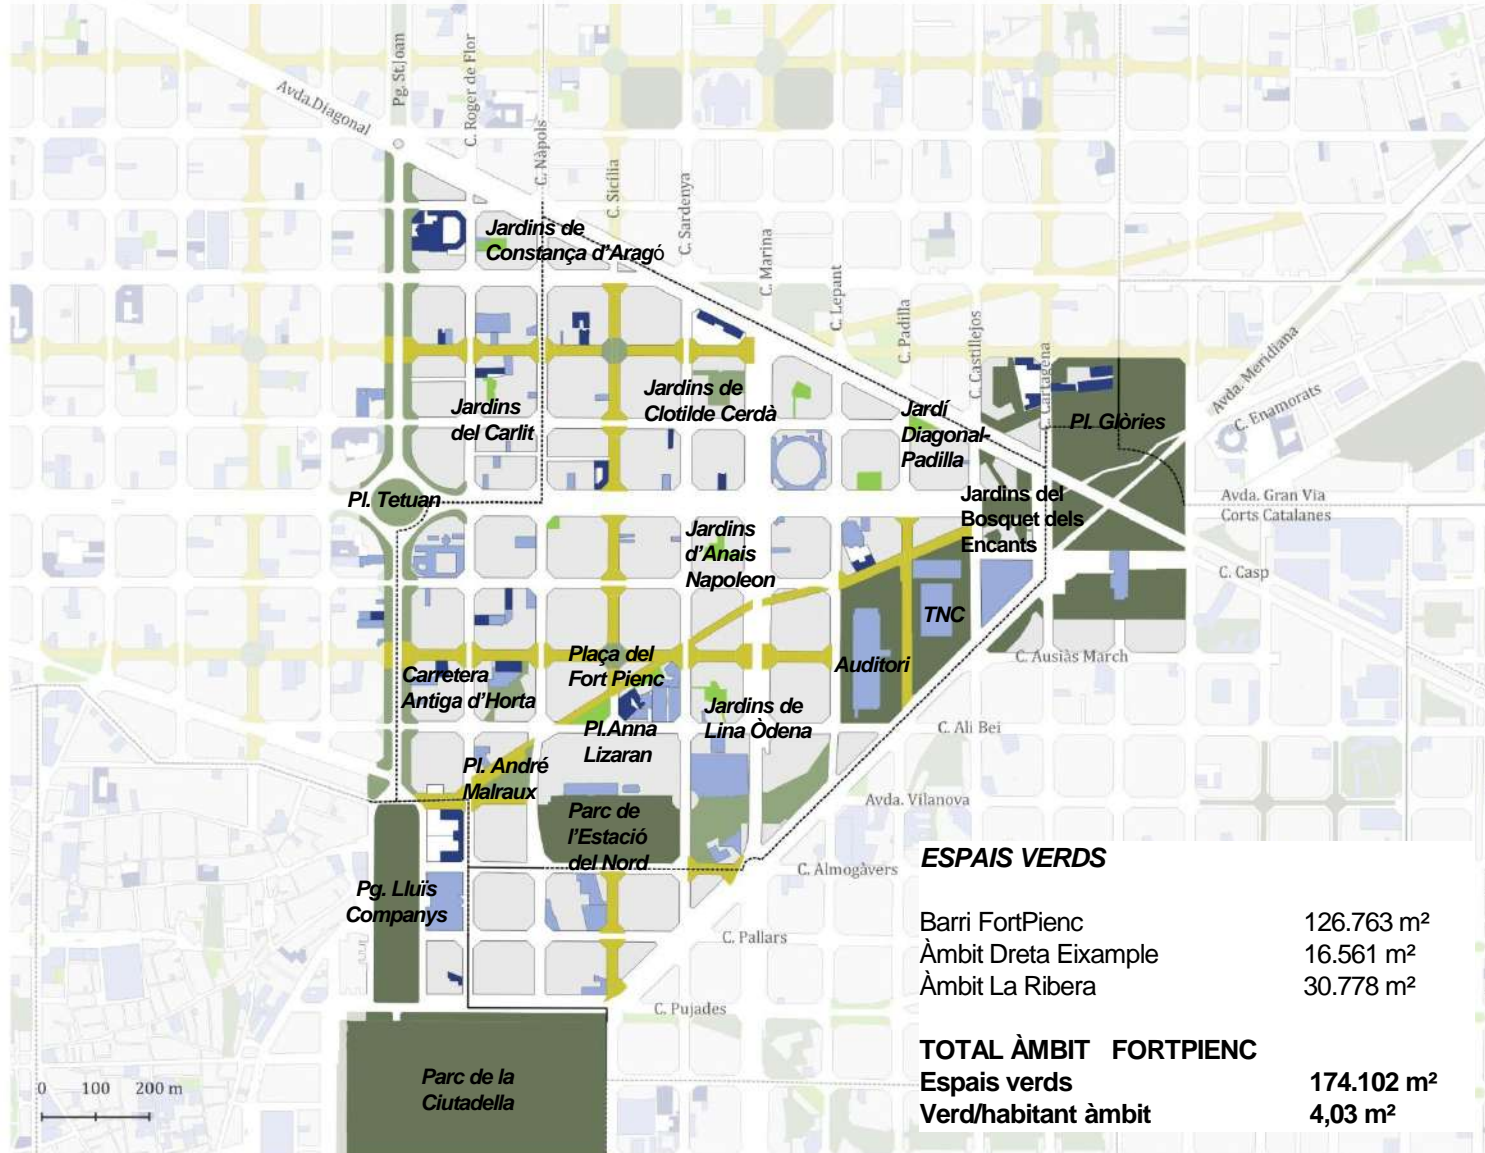 Avda.Diagonal
Pg. St.Joan
C. Roger de Flor
C. Nàpols
C. Sicília
C. Sardenya
C. Marina
C. Lepant
C. Padilla
C. Castillejos
C. Cartagena
Avda. Meridiana
C. Enamorats
Jardins de
Constança d'Aragó
Jardins
del Carlit
Jardins de
Clotilde Cerdà
Jardí
Diagonal-
Padilla
Pl. Glòries
Pl. Tetuan
Jardins
d'Anais
Napoleon
Jardins del
Bosquet dels
Encants
Avda. Gran Via
Corts Catalanes
C. Casp
TNC
Auditori
C. Ausiàs March
Carretera
Antiga d'Horta
Plaça del
Fort Pienc
Jardins de
Lina Òdena
Pl.Anna
Lizaran
C. Ali Bei
Pl. André
Malraux
Avda. Vilanova
Parc de
l'Estació
del Nord
C. Almogàvers
Pg. Lluïs
Companys
C. Pallars
C. Pujades
Parc de la
Ciutadella
0 100 200 m
ESPAIS VERDS
Barri FortPienc 126.763 m²
Àmbit Dreta Eixample 16.561 m²
Àmbit La Ribera 30.778 m²
TOTAL ÀMBIT FORTPIENC
Espais verds 174.102 m²
Verd/habitant àmbit 4,03 m²